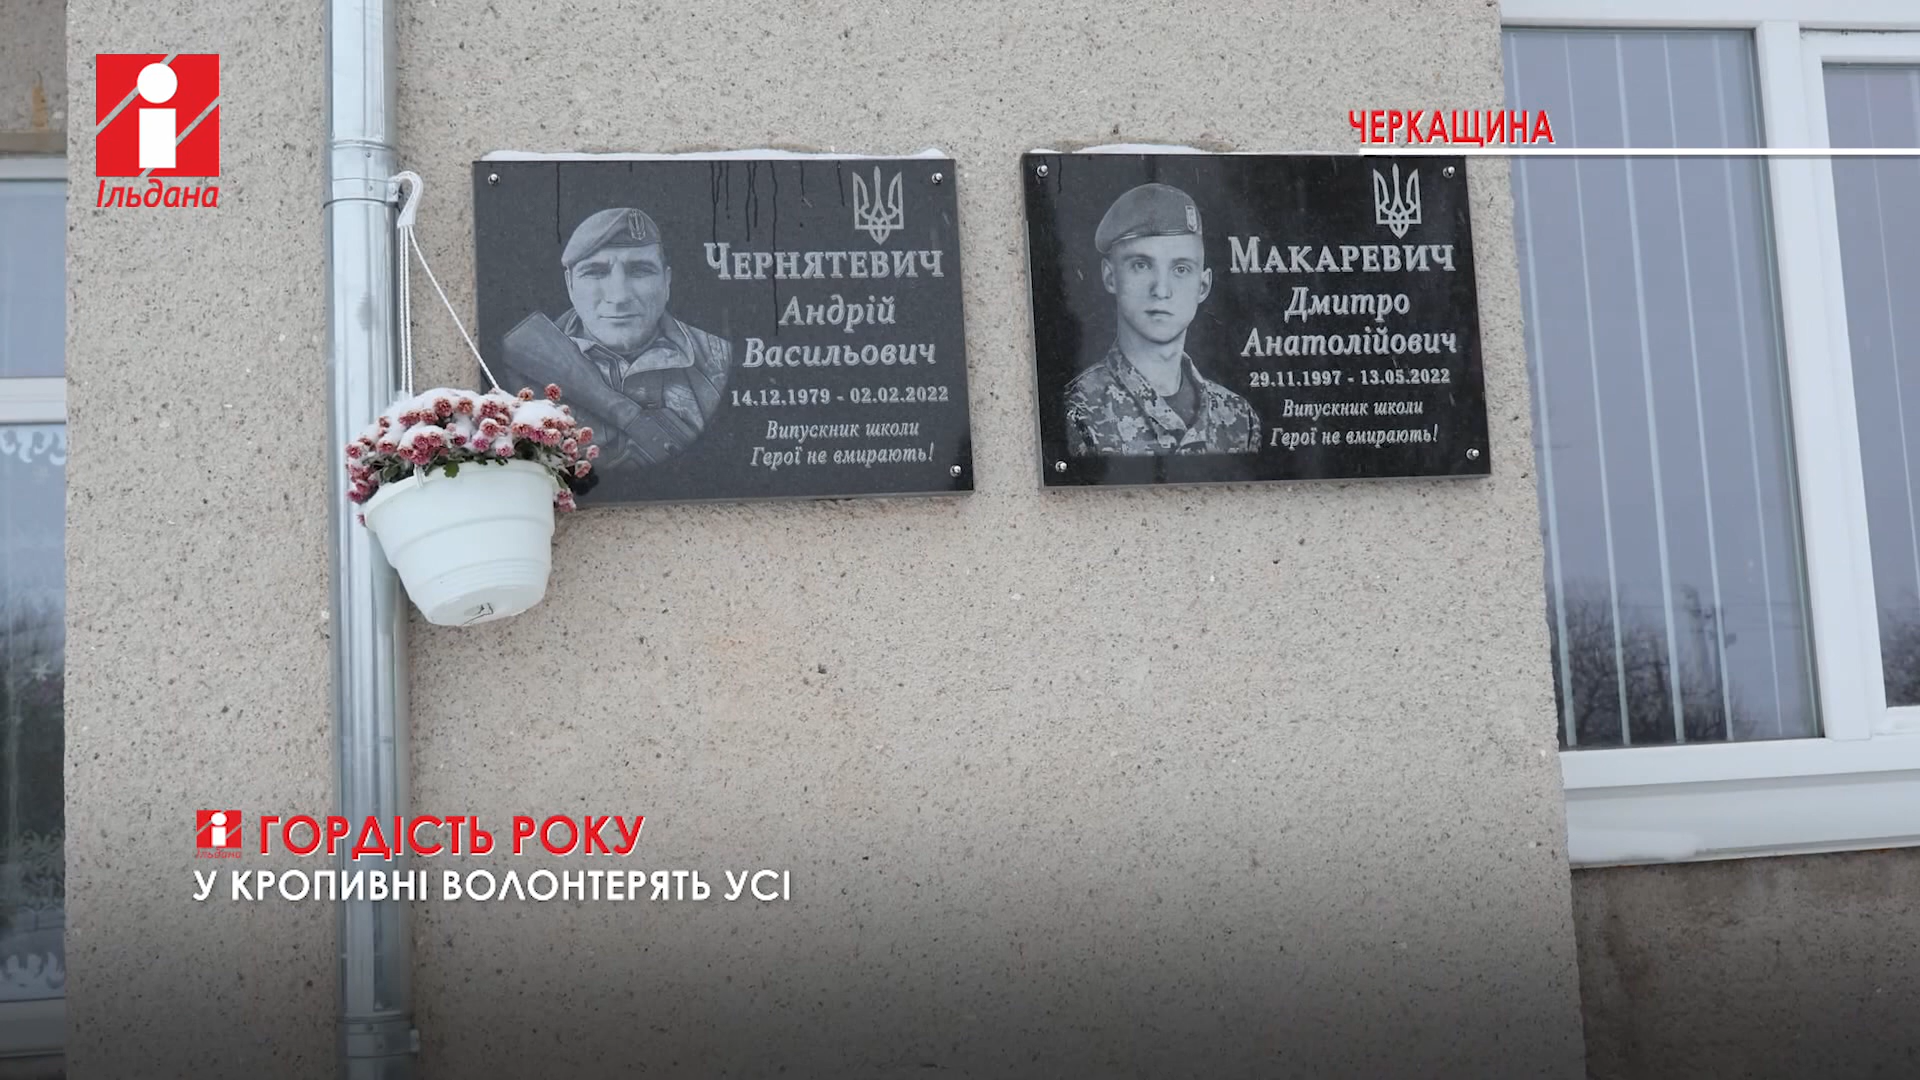 Ільдана
ЧЕРКАЩИНА
ЧЕРНЯТЕВИЧ
Андрій
Васильович
14.12.1979 - 02.02.2022
Випускник школи
Герої не вмирають!
МАКАРЕВИЧ
Дмитро
Анатолійович
29.11.1997 - 13.05.2022
Випускник школи
Герої не вмирають!
Ільдана
ГОРДІСТЬ РОКУ
У КРОПИВНІ ВОЛОНТЕРЯТЬ УСІ